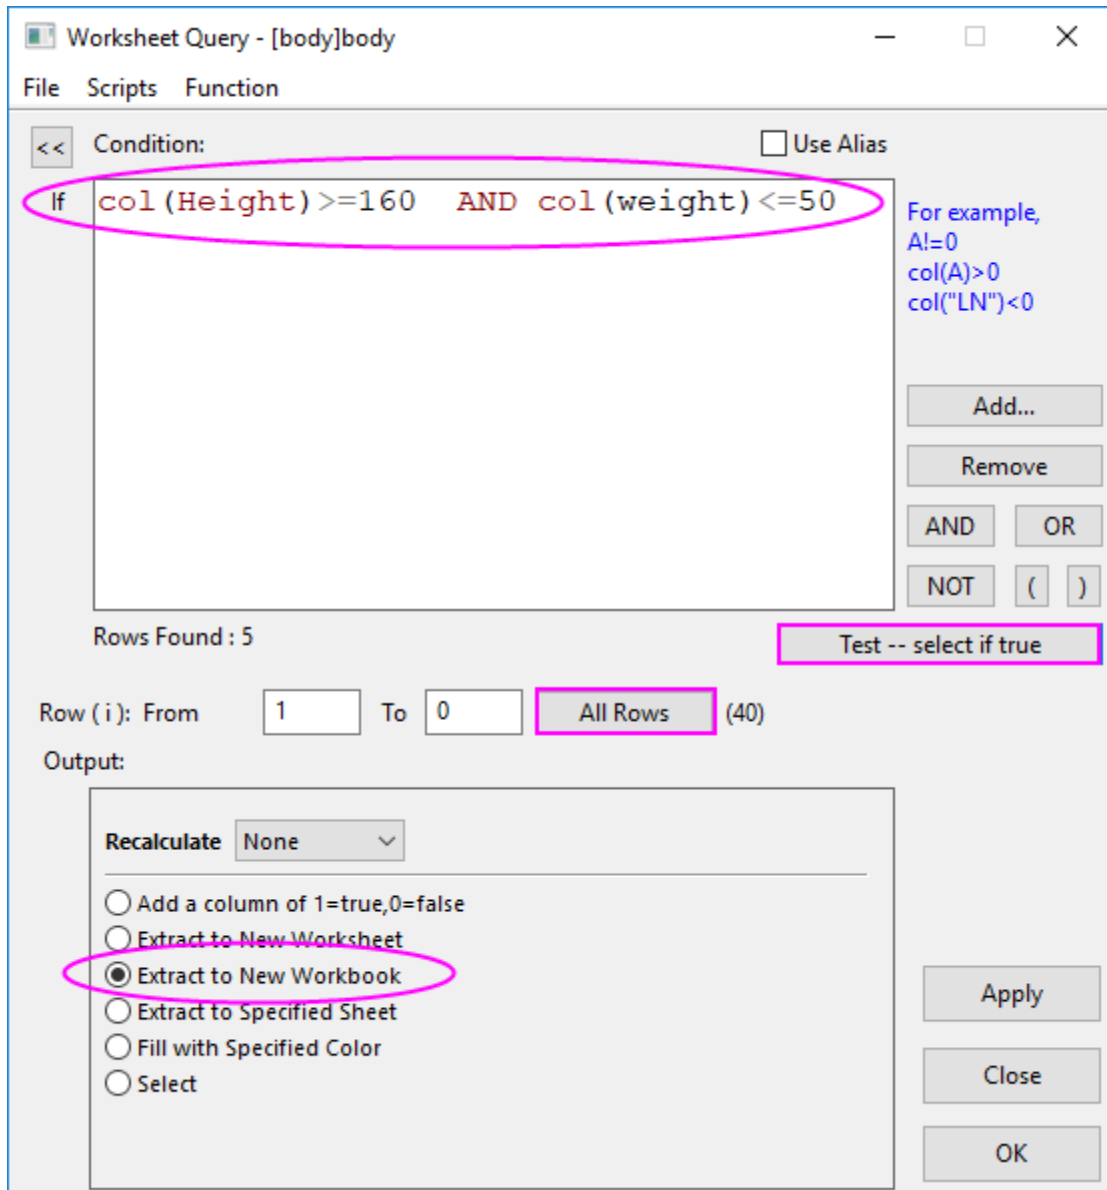 Worksheet Query - [body]body
File Scripts Function
<< Condition: Use Alias
If col(Height)>=160 AND col(weight)<=50
For example,
A!=0
col(A)>0
col("LN")<0
Add...
Remove
AND OR
NOT ( )
Rows Found : 5
Test -- select if true
Row ( i ): From 1 To 0 All Rows (40)
Output:
Recalculate None
Add a column of 1=true,0=false
Extract to New Worksheet
Extract to New Workbook
Extract to Specified Sheet
Fill with Specified Color
Select
Apply
Close
OK